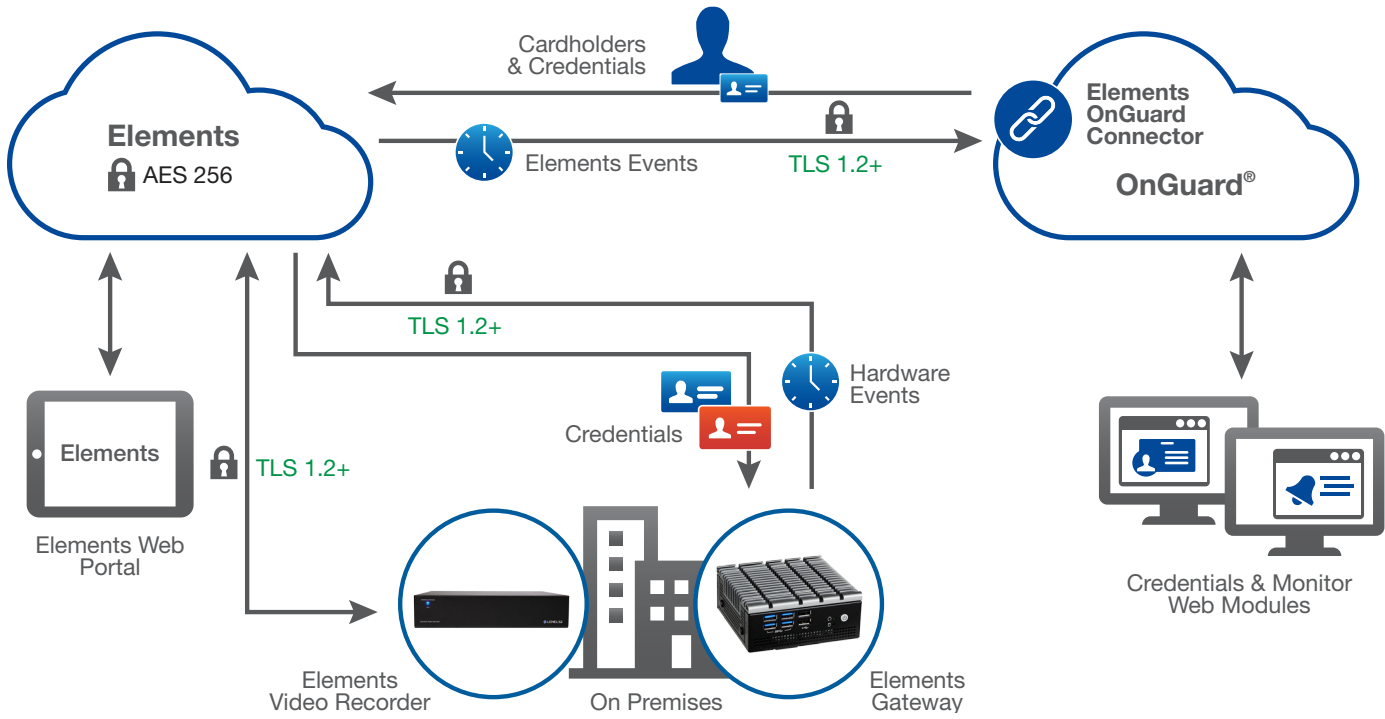 Cardholders
& Credentials
Elements
AES 256
Elements Events
TLS 1.2+
Elements
OnGuard
Connector
OnGuard®
TLS 1.2+
Hardware
Events
Credentials
Elements
TLS 1.2+
Elements Web
Portal
Credentials & Monitor
Web Modules
Elements
Video Recorder
On Premises
Elements
Gateway